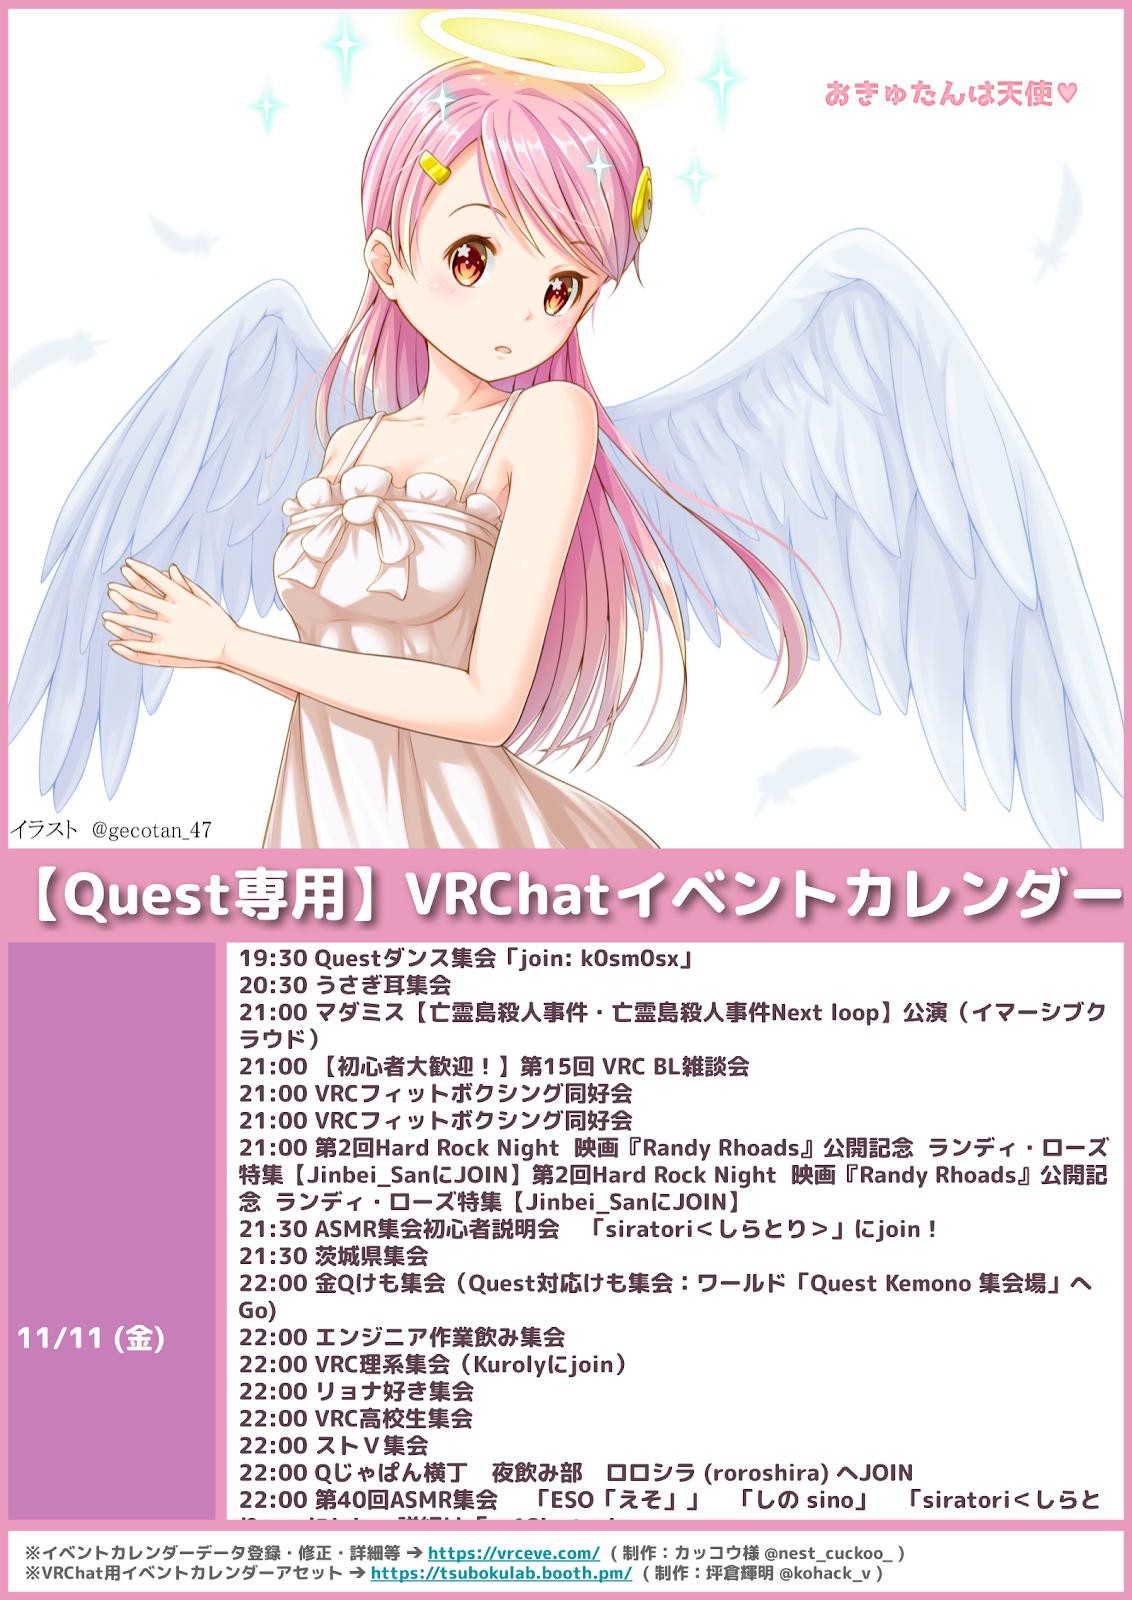 おきゅたんは天使♥
イラスト @gecotan_47
【Quest専用】VRChatイベントカレンダー
19:30 Questダンス集会「join: k0sm0sx」
20:30 うさぎ耳集会
21:00 マダミス【亡霊島殺人事件・亡霊島殺人事件Next loop】公演（イマーシブク
ラウド）
21:00 【初心者大歓迎！】第15回 VRC BL雑談会
21:00 VRCフィットボクシング同好会
21:00 VRCフィットボクシング同好会
21:00 第2回Hard Rock Night 映画『Randy Rhoads』公開記念 ランディ・ローズ
特集【Jinbei_SanにJOIN】第2回Hard Rock Night 映画『Randy Rhoads』公開記
念 ランディ・ローズ特集【Jinbei_SanにJOIN】
21:30 ASMR集会初心者説明会　「siratori＜しらとり＞」にjoin！
21:30 茨城県集会
22:00 金Qけも集会（Quest対応けも集会：ワールド「Quest Kemono 集会場」へ
Go)
11/11 (金)
22:00 エンジニア作業飲み集会
22:00 VRC理系集会（Kurolyにjoin）
22:00 リョナ好き集会
22:00 VRC高校生集会
22:00 ストＶ集会
22:00 Qじゃぱん横丁　夜飲み部　ロロシラ (roroshira) へJOIN
22:00 第40回ASMR集会　「ESO「えそ」」　「しの sino」　「siratori＜しらと
※イベントカレンダーデータ登録・修正・詳細等 ➔ https://vrceve.com/ （制作：カッコウ様 @nest_cuckoo_ ）
※VRChat用イベントカレンダーアセット ➔ https://tsubokulab.booth.pm/ （制作：坪倉輝明 @kohack_v ）